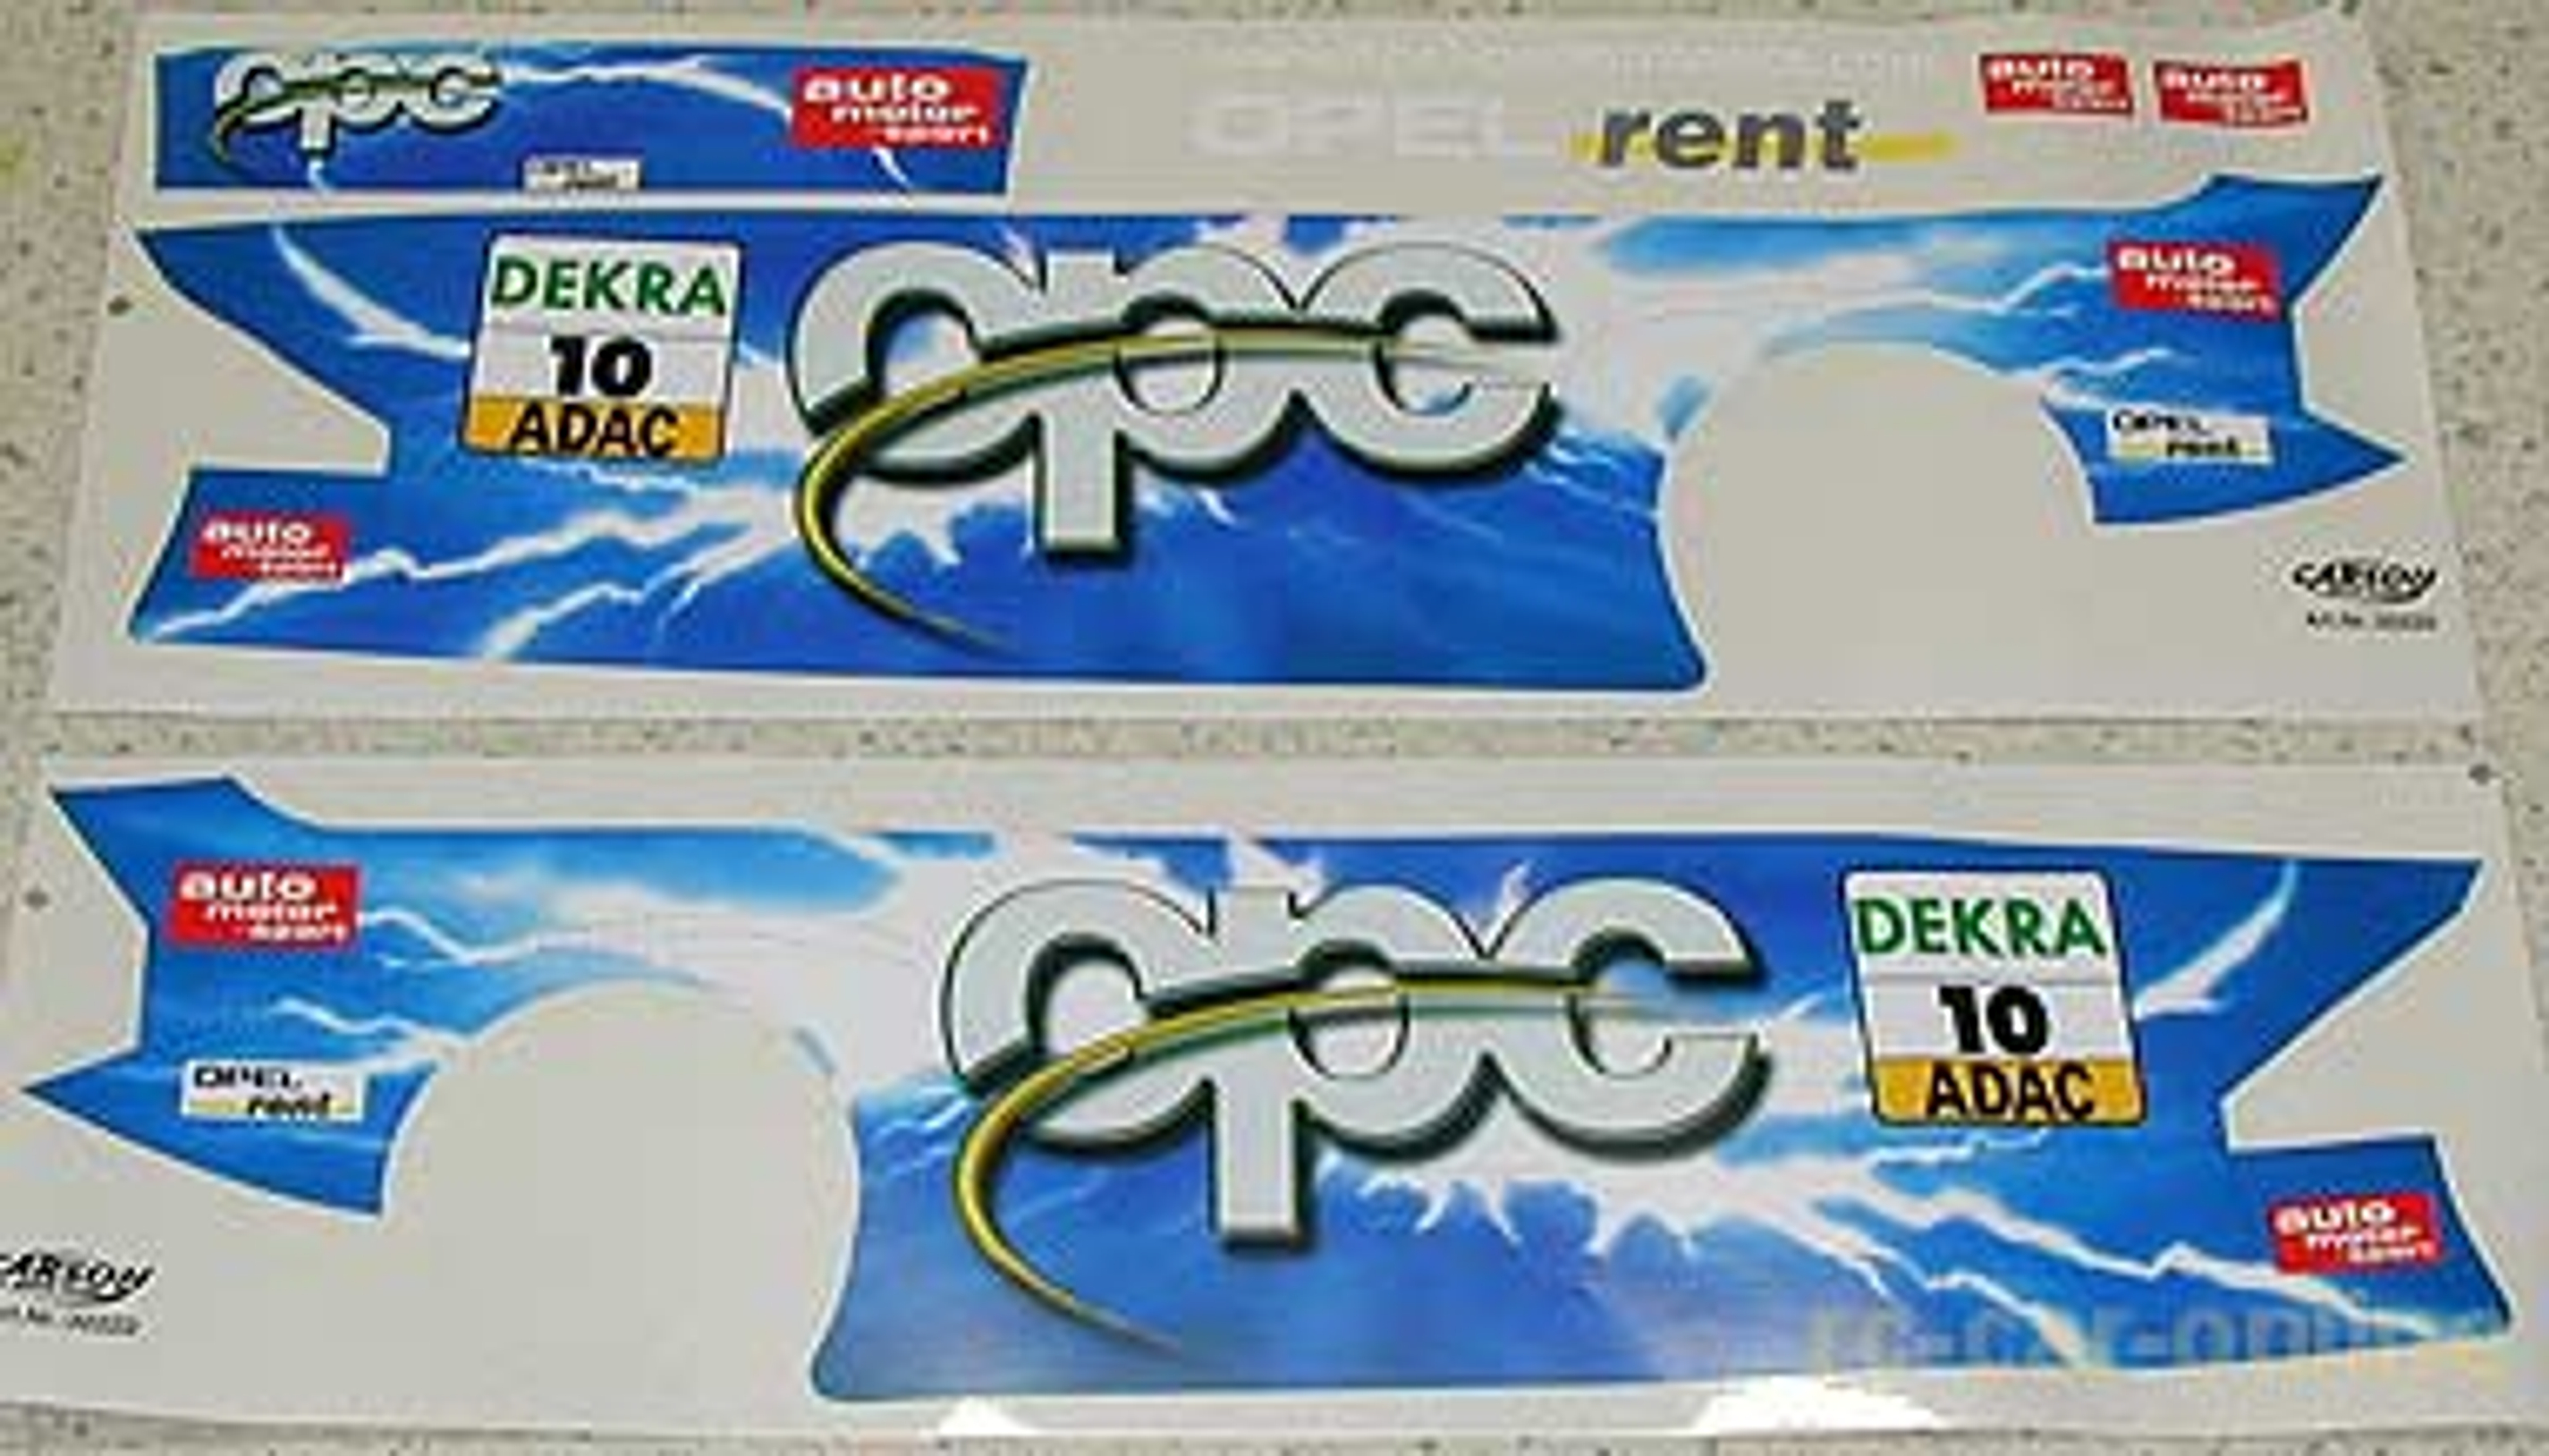 opc
auto
motor
sport
OPEL
rent
auto
motor
sport
auto
motor
sport
DEKRA
10
ADAC
opc
auto
motor
sport
OPEL
rent
auto
motor
sport
CARSON
Art.Nr.
auto
motor
sport
opc
DEKRA
10
ADAC
OPEL
rent
auto
motor
sport
CARSON